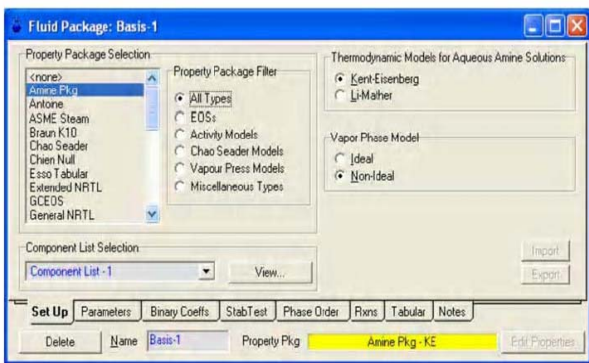 Fluid Package: Basis-1
Property Package Selection
<none>
Amine Pkg
Antoine
ASME Steam
Braun K10
Chao Seader
Chien Null
Esso Tabular
Extended NRTL
GCEOS
General NRTL
Property Package Filter
All Types
EOSs
Activity Models
Chao Seader Models
Vapour Press Models
Miscellaneous Types
Thermodynamic Models for Aqueous Amine Solutions
Kent-Eisenberg
Li-Mather
Vapor Phase Model
Ideal
Non-Ideal
Component List Selection
Component List - 1
View...
Import
Export
Set Up Parameters Binary Coeffs StabTest Phase Order Rxns Tabular Notes
Delete Name Basis-1 Property Pkg Amine Pkg - KE Edit Properties